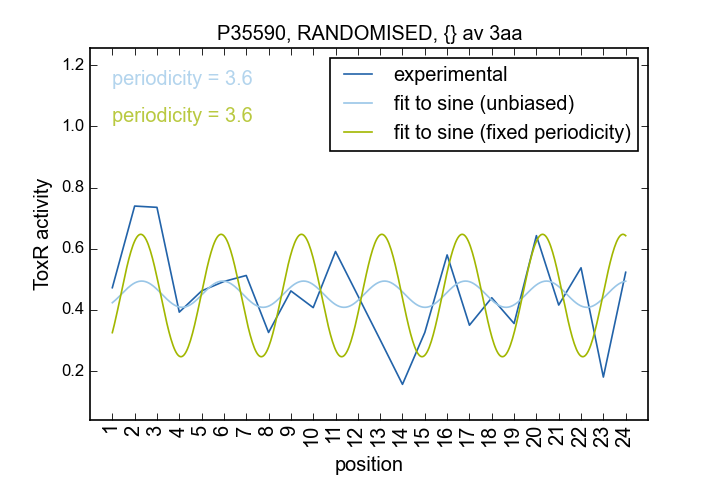 P35590, RANDOMISED, {} av 3aa
periodicity = 3.6
periodicity = 3.6
experimental
fit to sine (unbiased)
fit to sine (fixed periodicity)
ToxR activity
1.2
1.0
0.8
0.6
0.4
0.2
1 2 3 4 5 6 7 8 9 10 11 12 13 14 15 16 17 18 19 20 21 22 23 24
position